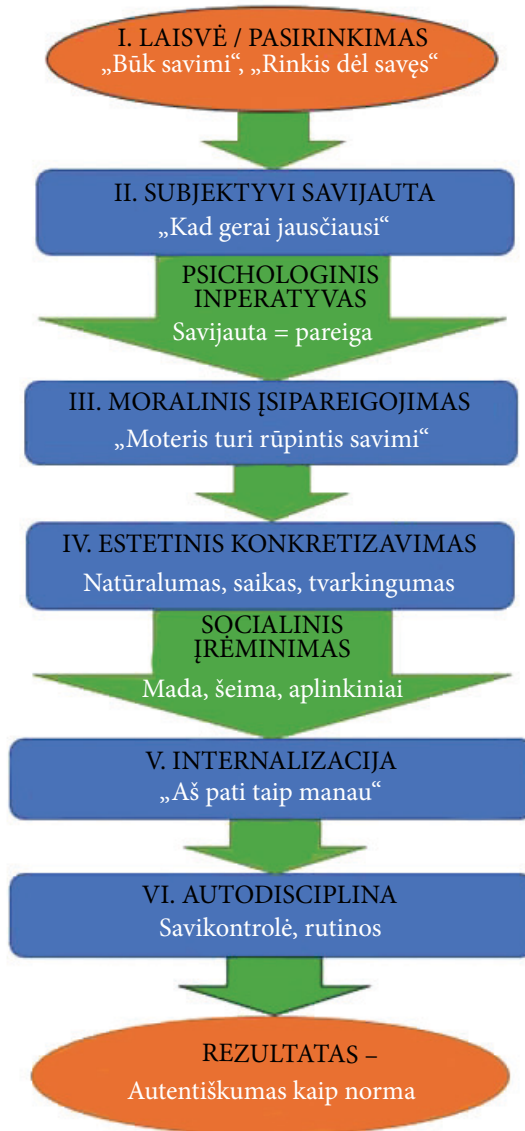 I. LAISVĖ / PASIRINKIMAS
„Būk savimi“, „Rinkis dėl savęs“
II. SUBJEKTYVI SAVIJAUTA
„Kad gerai jausčiausi“
PSICHOLOGINIS
INPERATYVAS
Savijauta = pareiga
III. MORALINIS ĮSIPAREIGOJIMAS
„Moteris turi rūpintis savimi“
IV. ESTETINIS KONKRETIZAVIMAS
Natūralumas, saikas, tvarkingumas
SOCIALINIS
ĮRĖMINIMAS
Mada, šeima, aplinkiniai
V. INTERNALIZACIJA
„Aš pati taip manau“
VI. AUTODISCIPLINA
Savikontrolė, rutinos
REZULTATAS –
Autentiškumas kaip norma